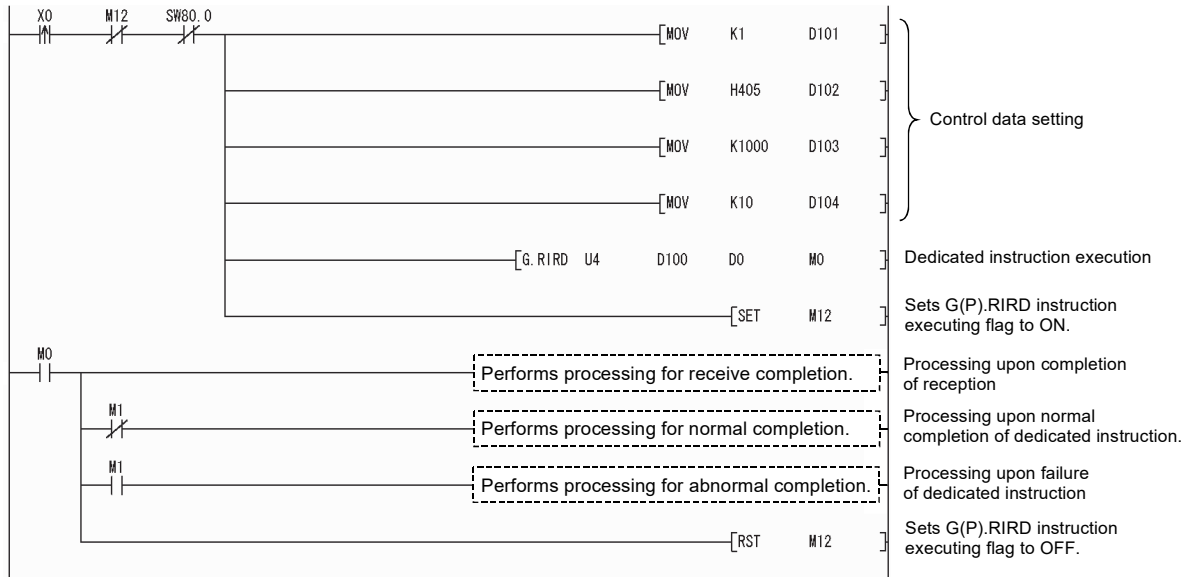 X0 M12 SW80.0
MOV K1 D101
MOV H405 D102
Control data setting
MOV K1000 D103
MOV K10 D104
G.RIRD U4 D100 D0 M0
Dedicated instruction execution
SET M12
Sets G(P).RIRD instruction
executing flag to ON.
M0
Performs processing for receive completion.
Processing upon completion
of reception
M1
Performs processing for normal completion.
Processing upon normal
completion of dedicated instruction.
M1
Performs processing for abnormal completion.
Processing upon failure
of dedicated instruction
RST M12
Sets G(P).RIRD instruction
executing flag to OFF.